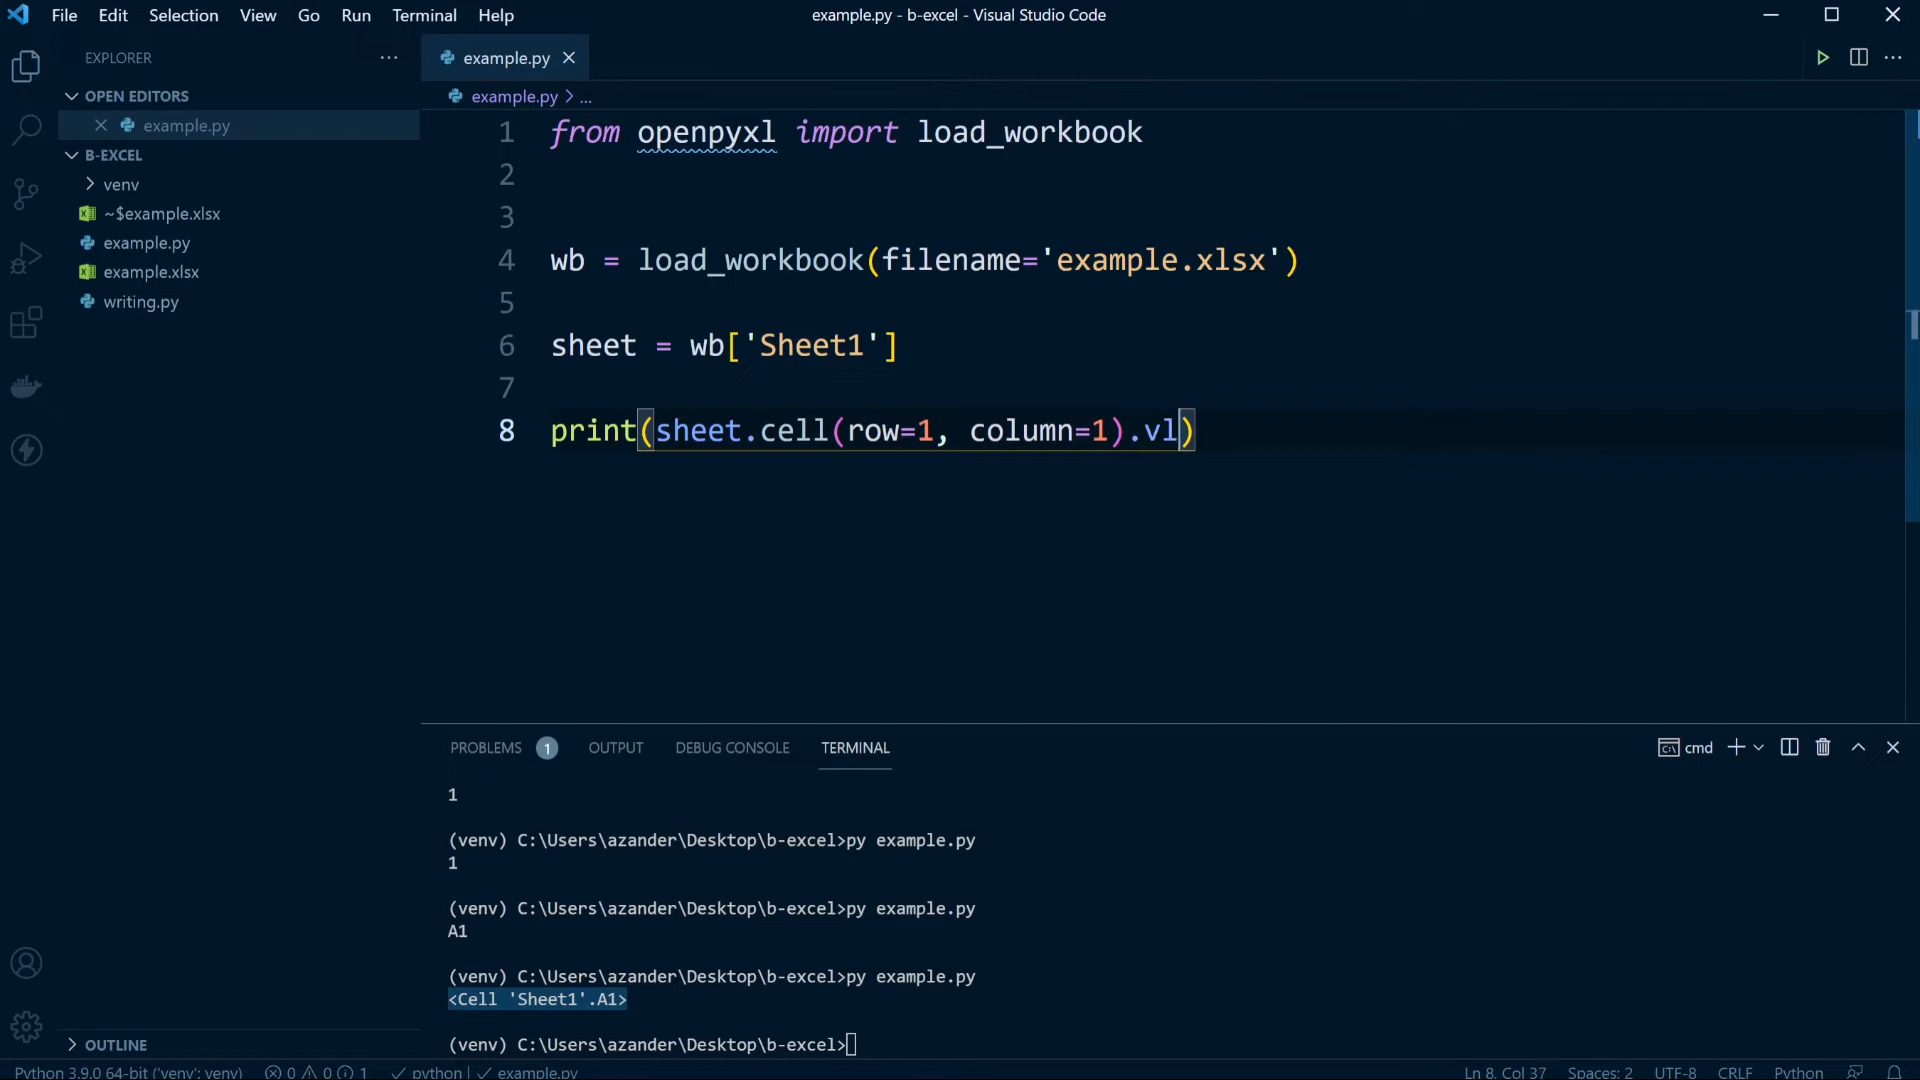 File Edit Selection View Go Run Terminal Help
example.py - b-excel - Visual Studio Code
EXPLORER
OPEN EDITORS
example.py
B-EXCEL
venv
~$example.xlsx
example.py
example.xlsx
writing.py
OUTLINE
example.py
example.py > ...
1 from openpyxl import load_workbook
2
3
4 wb = load_workbook(filename='example.xlsx')
5
6 sheet = wb['Sheet1']
7
8 print(sheet.cell(row=1, column=1).vl)
PROBLEMS 1 OUTPUT DEBUG CONSOLE TERMINAL
cmd
1
(venv) C:\Users\azander\Desktop\b-excel>py example.py
1
(venv) C:\Users\azander\Desktop\b-excel>py example.py
A1
(venv) C:\Users\azander\Desktop\b-excel>py example.py
<Cell 'Sheet1'.A1>
(venv) C:\Users\azander\Desktop\b-excel>
Python 3.9.0 64-bit ('venv': venv) 0 0 1 python | example.py
Ln 8, Col 37 Spaces: 2 UTF-8 CRLF Python